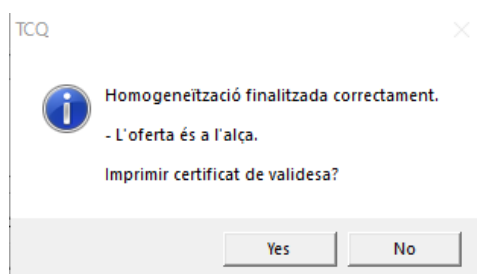 TCQ
Homogeneïtzació finalitzada correctament.
- L'oferta és a l'alça.
Imprimir certificat de validesa?
Yes
No